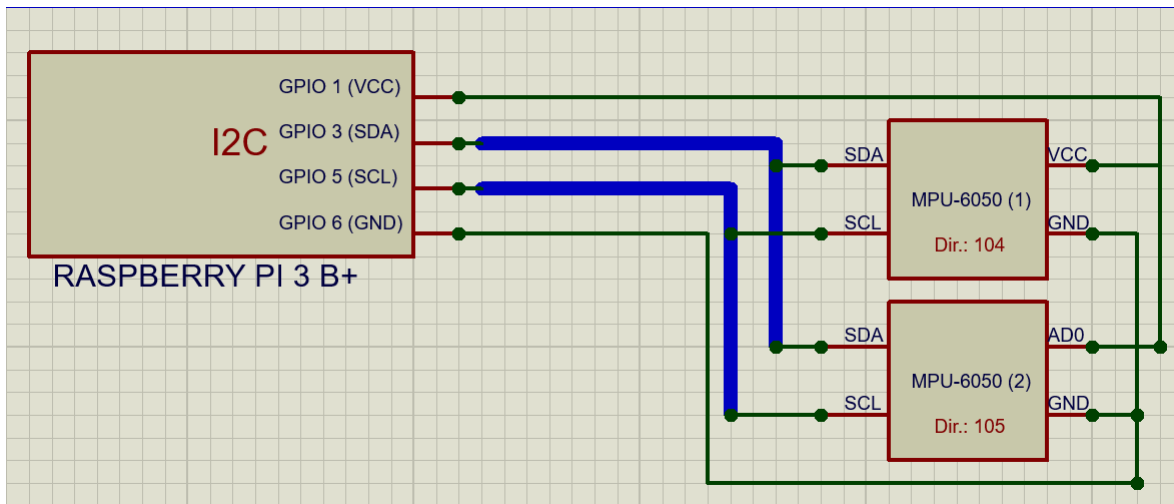 GPIO 1 (VCC)
I2C
GPIO 3 (SDA)
GPIO 5 (SCL)
GPIO 6 (GND)
RASPBERRY PI 3 B+
SDA
VCC
MPU-6050 (1)
SCL
GND
Dir.: 104
SDA
AD0
MPU-6050 (2)
SCL
GND
Dir.: 105